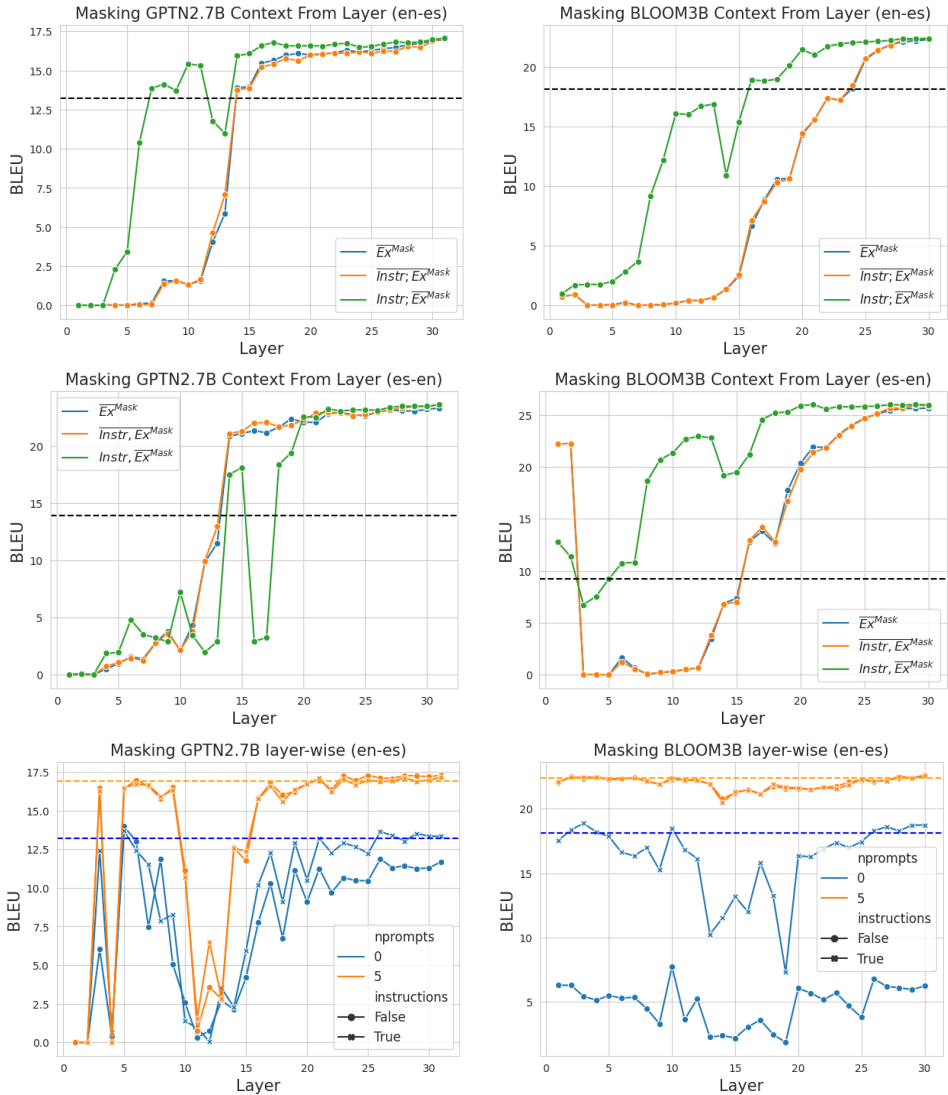 Masking GPTN2.7B Context From Layer (en-es)
BLEU
17.5
15.0
12.5
10.0
7.5
5.0
2.5
0.0
Ex^Mask
Instr; Ex^Mask
Instr; Ex^Mask
0 5 10 15 20 25 30
Layer
Masking BLOOM3B Context From Layer (en-es)
BLEU
20
15
10
5
0
Ex^Mask
Instr; Ex^Mask
Instr; Ex^Mask
0 5 10 15 20 25 30
Layer
Masking GPTN2.7B Context From Layer (es-en)
BLEU
20
15
10
5
0
Ex^Mask
Instr, Ex^Mask
Instr, Ex^Mask
0 5 10 15 20 25 30
Layer
Masking BLOOM3B Context From Layer (es-en)
BLEU
25
20
15
10
5
0
Ex^Mask
Instr, Ex^Mask
Instr, Ex^Mask
0 5 10 15 20 25 30
Layer
Masking GPTN2.7B layer-wise (en-es)
BLEU
17.5
15.0
12.5
10.0
7.5
5.0
2.5
0.0
nprompts
0
5
instructions
False
True
0 5 10 15 20 25 30
Layer
Masking BLOOM3B layer-wise (en-es)
BLEU
20
15
10
5
nprompts
0
5
instructions
False
True
0 5 10 15 20 25 30
Layer